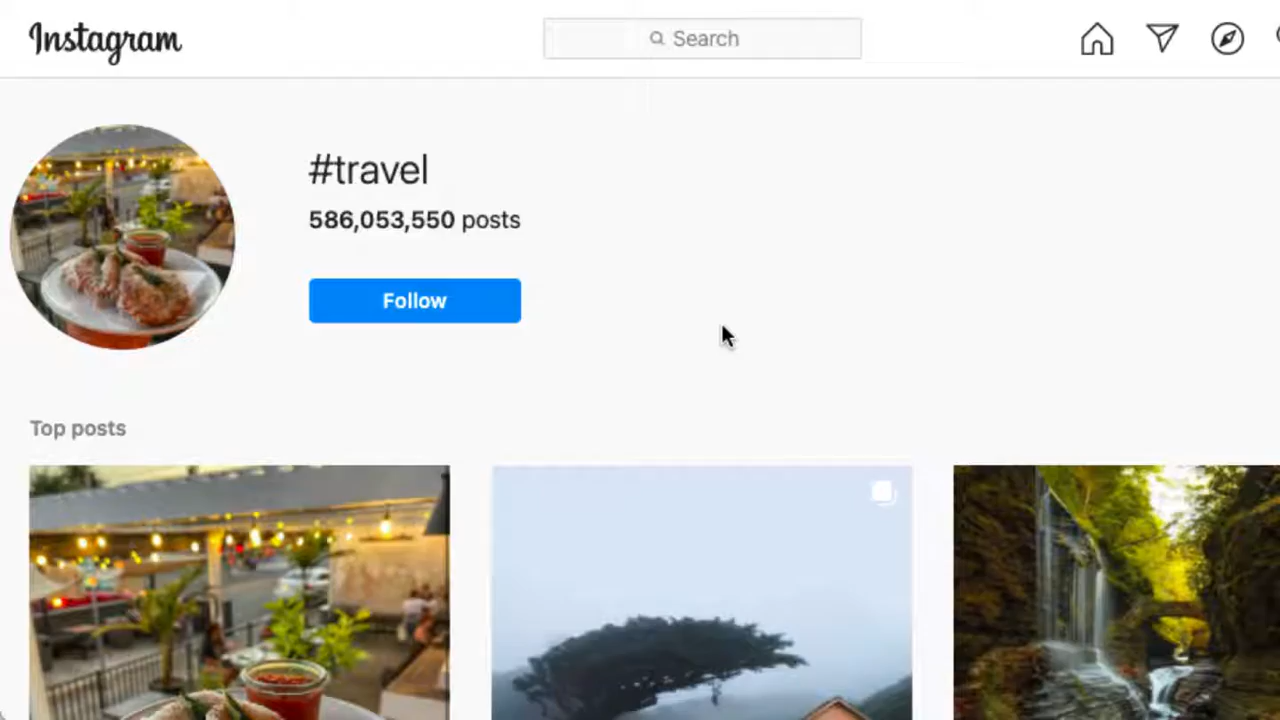 Instagram
Search
#travel
586,053,550 posts
Follow
Top posts